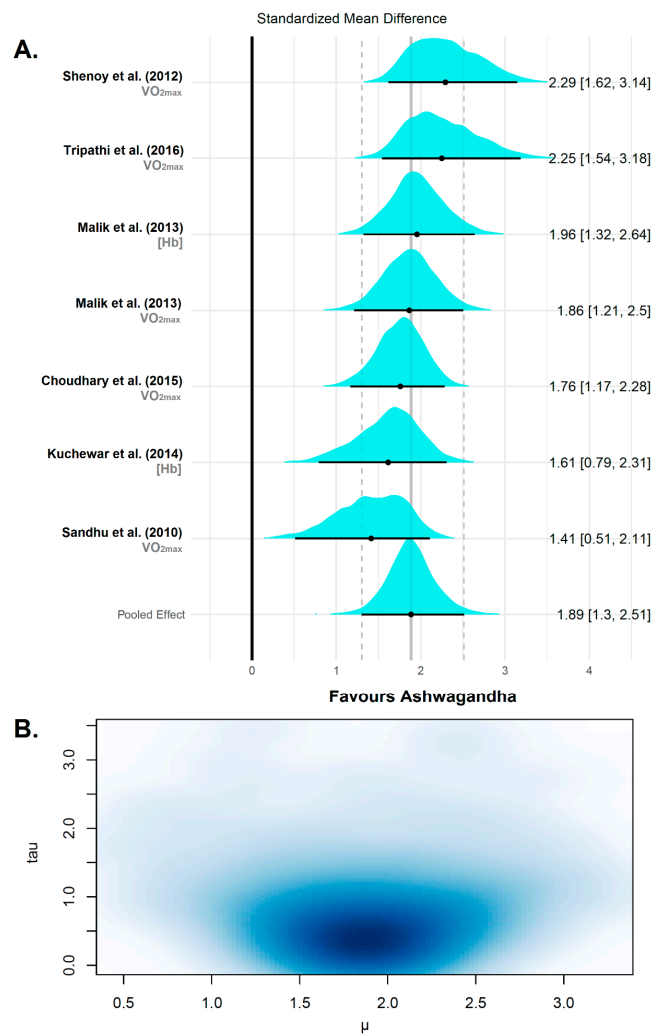 Standardized Mean Difference
A.
Shenoy et al. (2012)
VO2max
2.29 [1.62, 3.14]
Tripathi et al. (2016)
VO2max
2.25 [1.54, 3.18]
Malik et al. (2013)
[Hb]
1.96 [1.32, 2.64]
Malik et al. (2013)
VO2max
1.86 [1.21, 2.5]
Choudhary et al. (2015)
VO2max
1.76 [1.17, 2.28]
Kuchewar et al. (2014)
[Hb]
1.61 [0.79, 2.31]
Sandhu et al. (2010)
VO2max
1.41 [0.51, 2.11]
Pooled Effect
1.89 [1.3, 2.51]
0 1 2 3 4
Favours Ashwagandha
B.
3.0
2.0
1.0
0.0
tau
0.5 1.0 1.5 2.0 2.5 3.0
μ